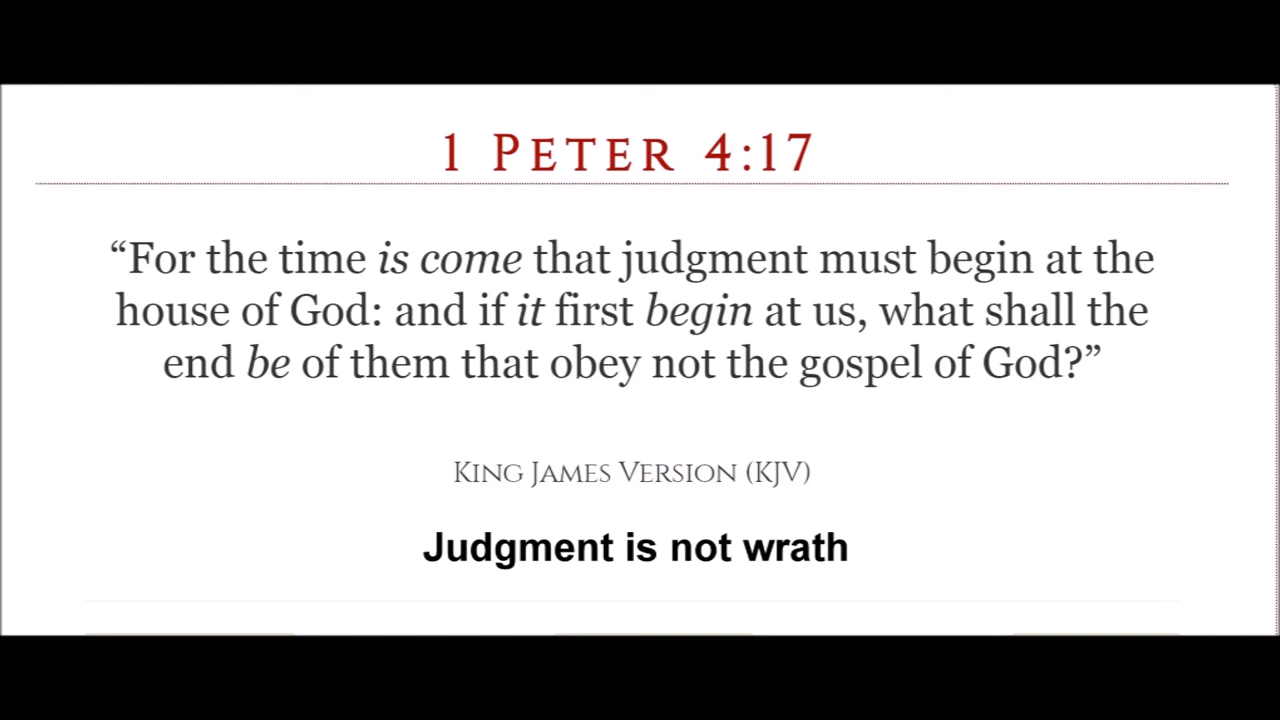 1 Peter 4:17
“For the time is come that judgment must begin at the
house of God: and if it first begin at us, what shall the
end be of them that obey not the gospel of God?”
King James Version (KJV)
Judgment is not wrath